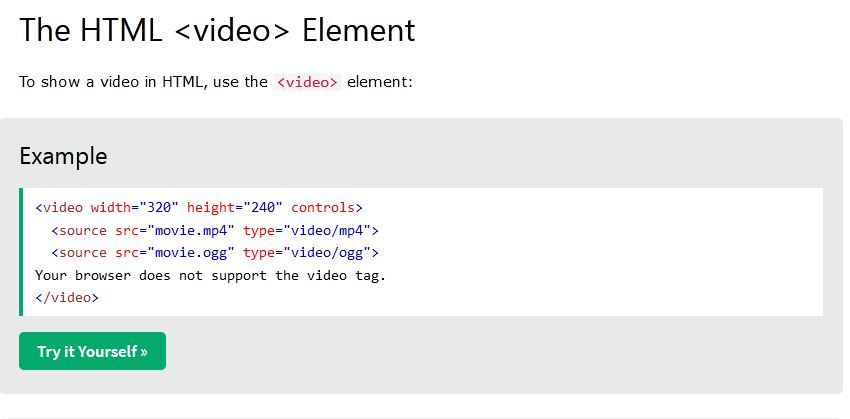 The HTML <video> Element
To show a video in HTML, use the <video> element:
Example
<video width="320" height="240" controls>
<source src="movie.mp4" type="video/mp4">
<source src="movie.ogg" type="video/ogg">
Your browser does not support the video tag.
</video>
Try it Yourself »